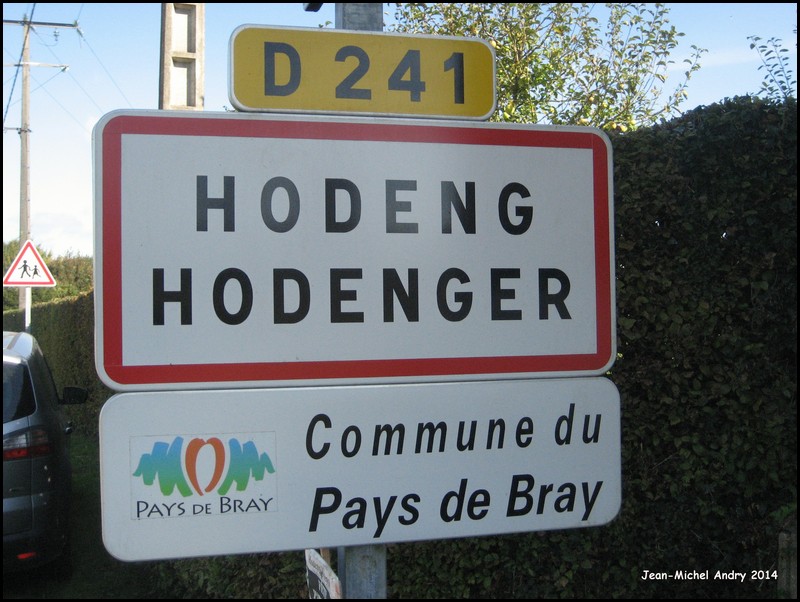 D 241
HODENG
HODENGER
Commune du
Pays de Bray
PAYS DE BRAY
Jean-Michel Andry 2014